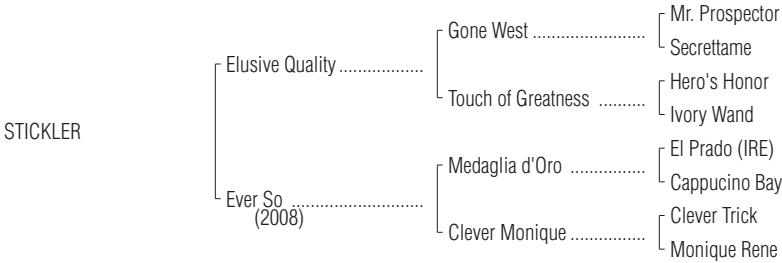 Mr. Prospector
Gone West ........................
Secrettame
Elusive Quality ..................
Touch of Greatness ..........
Hero's Honor
Ivory Wand
STICKLER
Medaglia d'Oro ................
El Prado (IRE)
Cappucino Bay
Ever So ............................
(2008)
Clever Monique ................
Clever Trick
Monique Rene